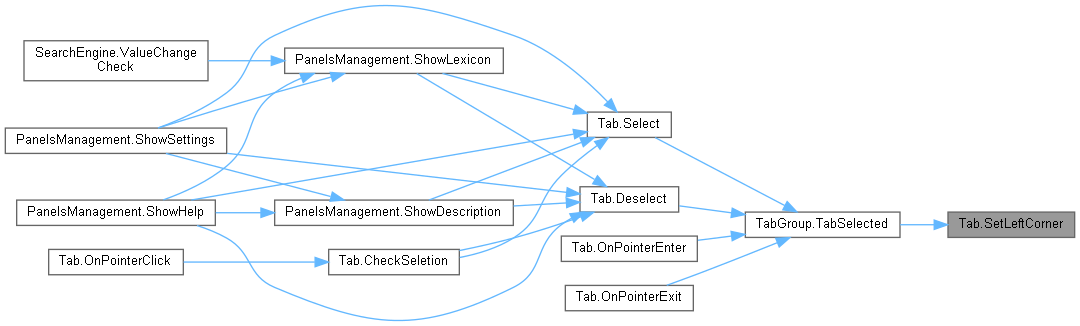 SearchEngine.ValueChange
Check
PanelsManagement.ShowLexicon
Tab.Select
PanelsManagement.ShowSettings
Tab.Deselect
PanelsManagement.ShowHelp
PanelsManagement.ShowDescription
TabGroup.TabSelected
Tab.SetLeftCorner
Tab.OnPointerEnter
Tab.OnPointerClick
Tab.CheckSeletion
Tab.OnPointerExit